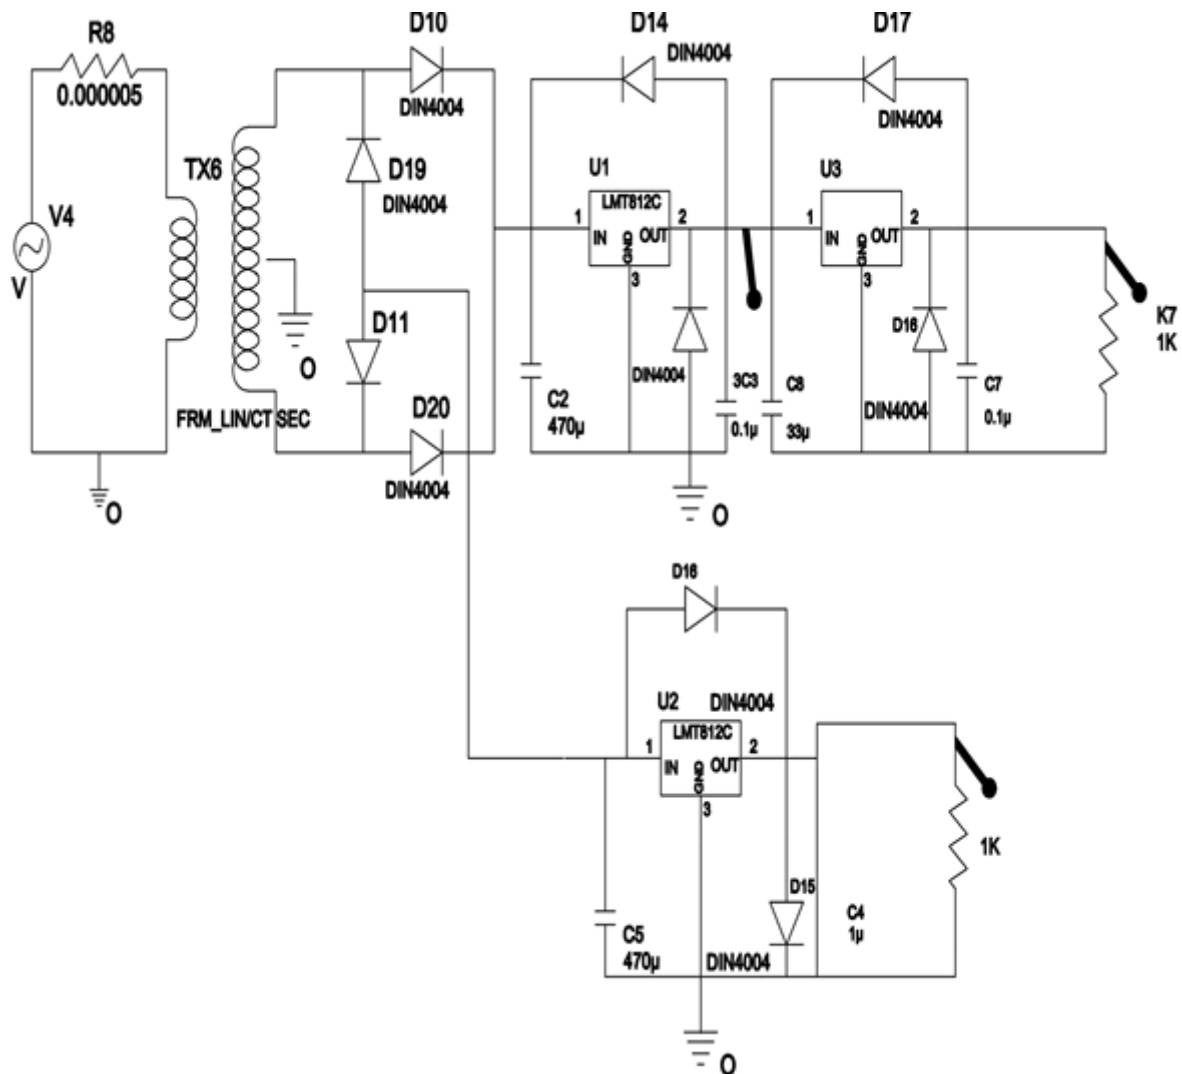 D10
D14
D17
R8
DIN4004
0.000005
DIN4004
DIN4004
TX6
D19
U1
U3
DIN4004
LMT812C
V4
1
2
1
2
IN
OUT
IN
OUT
GND
GND
3
3
V
D11
D16
K7
1K
O
DIN4004
3C3
C8
C7
C2
FRM_LIN/CT SEC
D20
470µ
0.1µ
33µ
DIN4004
0.1µ
DIN4004
O
O
D16
U2
DIN4004
LMT812C
1
2
IN
OUT
GND
3
1K
D15
C4
C5
1µ
470µ
DIN4004
O